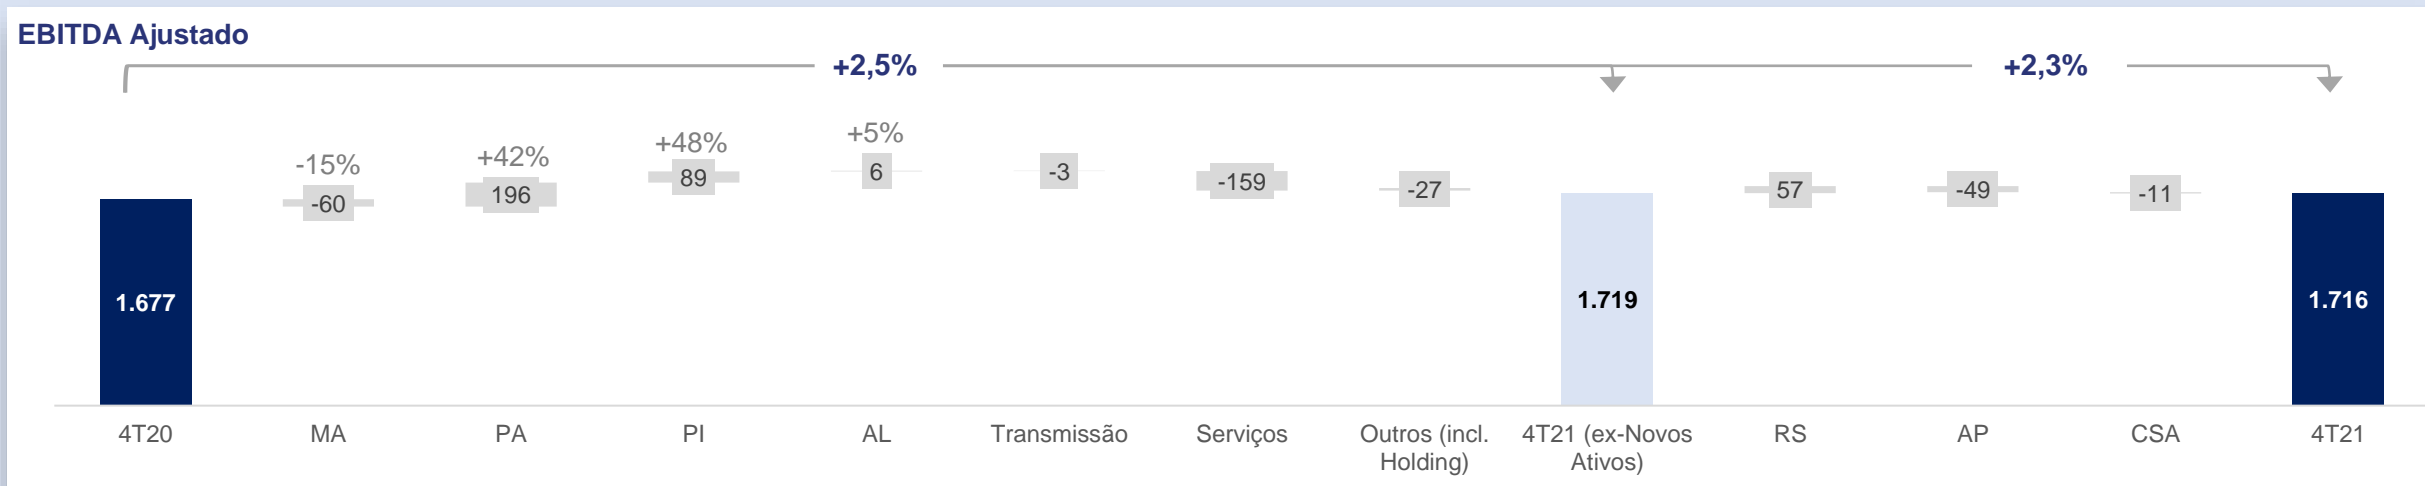 EBITDA Ajustado
+2,5%
+2,3%
-15%
+42%
+48%
+5%
1.677
-60
196
89
6
-3
-159
-27
1.719
57
-49
-11
1.716
4T20
MA
PA
PI
AL
Transmissão
Serviços
Outros (incl.
Holding)
4T21 (ex-Novos
Ativos)
RS
AP
CSA
4T21